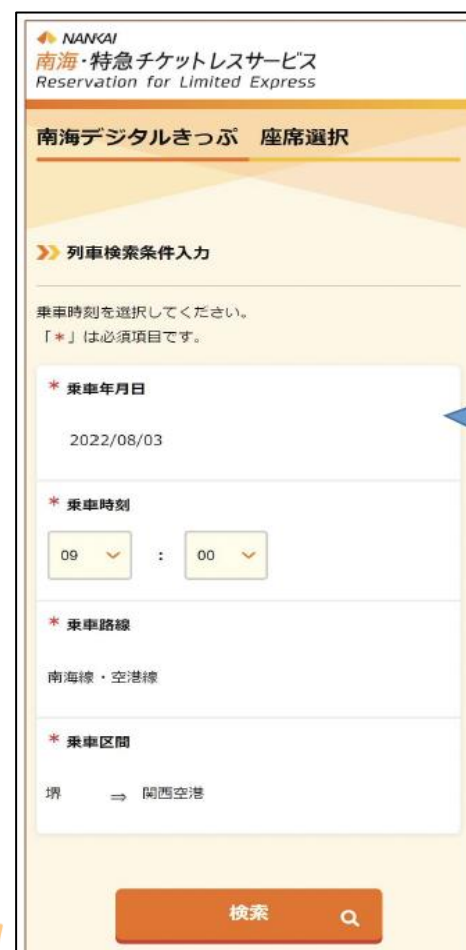 NANKAI
南海・特急チケットレスサービス
Reservation for Limited Express
南海デジタルきっぷ 座席選択
列車検索条件入力
乗車時刻を選択してください。
「*」は必須項目です。
* 乗車年月日
2022/08/03
* 乗車時刻
09 : 00
* 乗車路線
南海線・空港線
* 乗車区間
堺 ⇒ 関西空港
検索